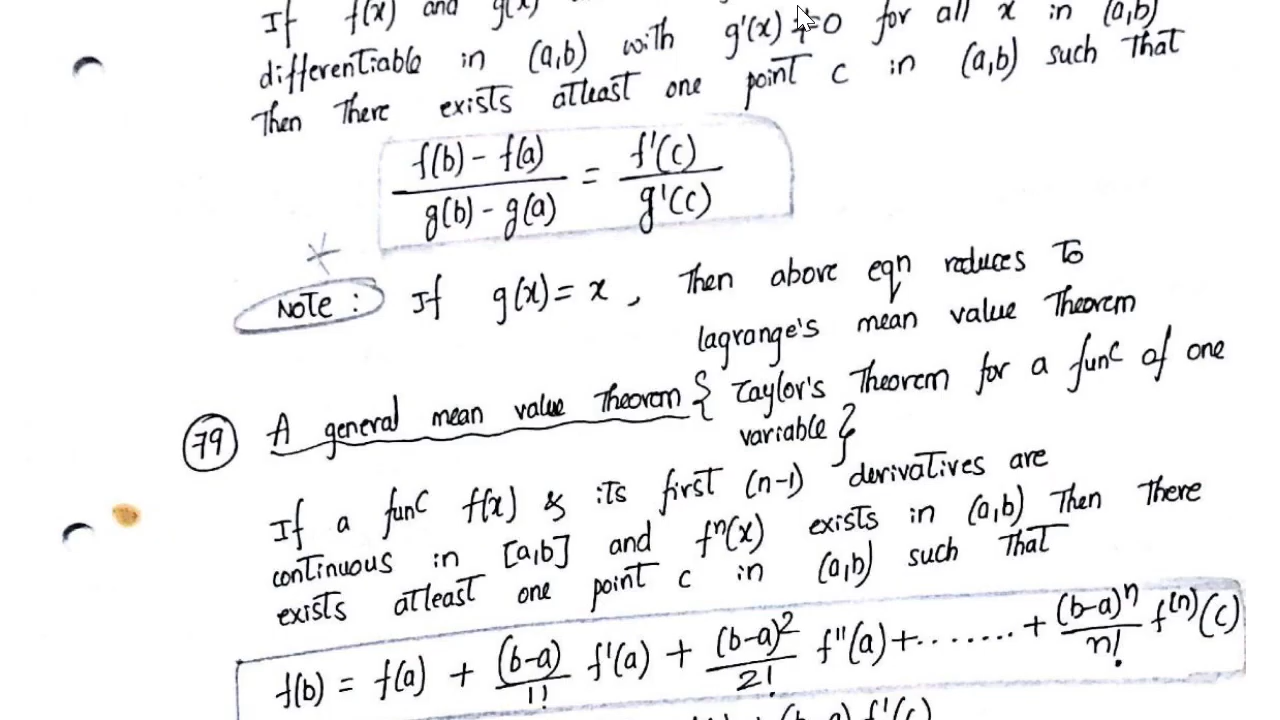 If f(x) and g(x)
differentiable in (a,b) with g'(x) ≠ 0 for all x in (a,b)
Then There exists atleast one point c in (a,b) such That
f(b) - f(a) / g(b) - g(a) = f'(c) / g'(c)
NOTE: If g(x) = x, Then above eqn reduces To
lagrange's mean value Theorem
79 A general mean value Theorem { Taylor's Theorem for a func of one
variable }
If a func f(x) & its first (n-1) derivatives are
continuous in [a,b] and fⁿ(x) exists in (a,b) Then There
exists atleast one point c in (a,b) such That
f(b) = f(a) + (b-a)/1! f'(a) + (b-a)²/2! f''(a) + ........ + (b-a)ⁿ/n! f⁽ⁿ⁾(c)
f'(c)